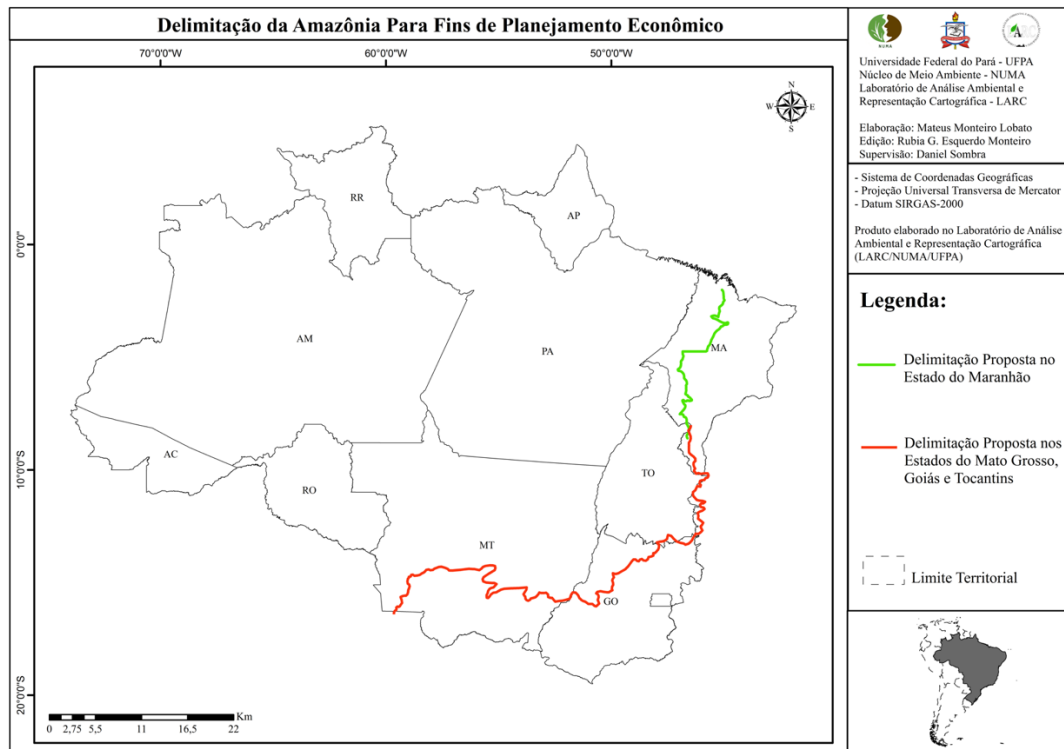 Delimitação da Amazônia Para Fins de Planejamento Econômico
70°0'0"W
60°0'0"W
50°0'0"W
N
W
E
S
RR
AP
0°0'0"
AM
PA
MA
AC
10°0'0"S
RO
TO
MT
GO
20°0'0"S
Km
0 2,75 5,5 11 16,5 22
NUMA
Universidade Federal do Pará - UFPA
Núcleo de Meio Ambiente - NUMA
Laboratório de Análise Ambiental e
Representação Cartográfica - LARC
Elaboração: Mateus Monteiro Lobato
Edição: Rubia G. Esquerdo Monteiro
Supervisão: Daniel Sombra
- Sistema de Coordenadas Geográficas
- Projeção Universal Transversa de Mercator
- Datum SIRGAS-2000
Produto elaborado no Laboratório de Análise
Ambiental e Representação Cartográfica
(LARC/NUMA/UFPA)
Legenda:
Delimitação Proposta no
Estado do Maranhão
Delimitação Proposta nos
Estados do Mato Grosso,
Goiás e Tocantins
Limite Territorial